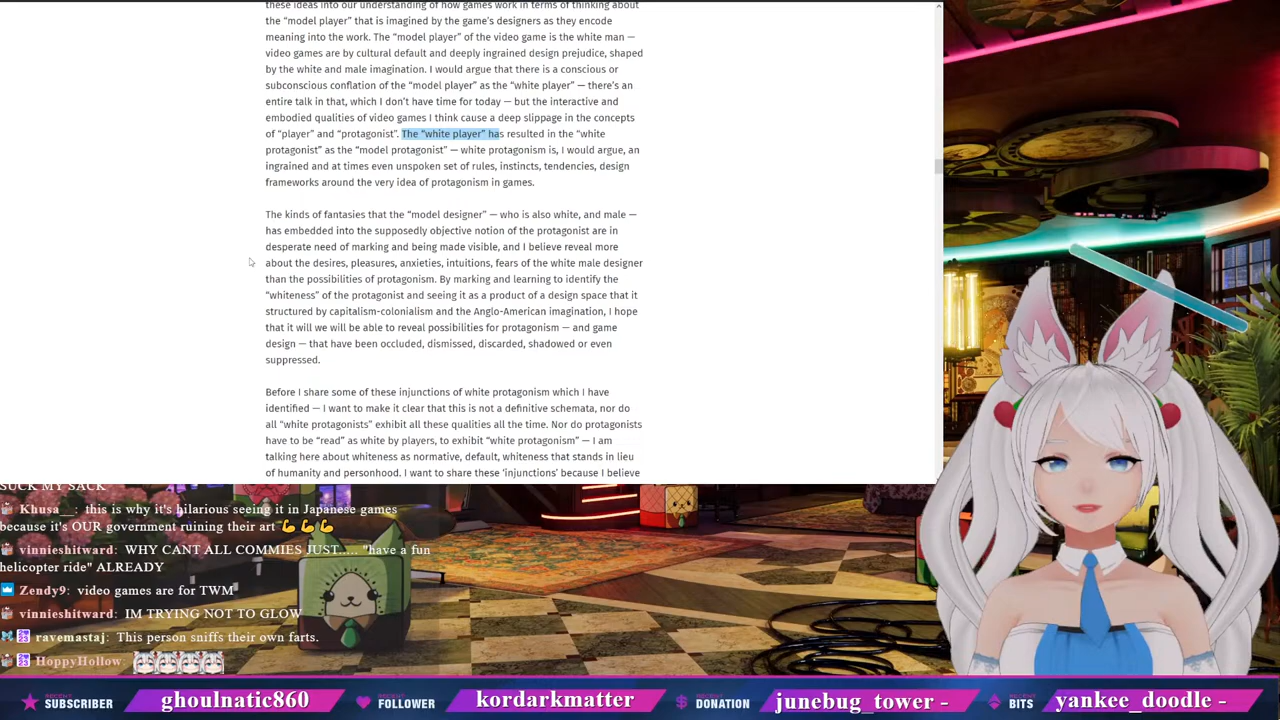 these ideas into our understanding of how games work in terms of thinking about
the “model player” that is imagined by the game’s designers as they encode
meaning into the work. The “model player” of the video game is the white man —
video games are by cultural default and deeply ingrained design prejudice, shaped
by the white and male imagination. I would argue that there is a conscious or
subconscious conflation of the “model player” as the “white player” — there’s an
entire talk in that, which I don’t have time for today — but the interactive and
embodied qualities of video games I think cause a deep slippage in the concepts
of “player” and “protagonist”. The “white player” has resulted in the “white
protagonist” as the “model protagonist” — white protagonism is, I would argue, an
ingrained and at times even unspoken set of rules, instincts, tendencies, design
frameworks around the very idea of protagonism in games.
The kinds of fantasies that the “model designer” — who is also white, and male —
has embedded into the supposedly objective notion of the protagonist are in
desperate need of marking and being made visible, and I believe reveal more
about the desires, pleasures, anxieties, intuitions, fears of the white male designer
than the possibilities of protagonism. By marking and learning to identify the
“whiteness” of the protagonist and seeing it as a product of a design space that it
structured by capitalism-colonialism and the Anglo-American imagination, I hope
that it will we will be able to reveal possibilities for protagonism — and game
design — that have been occluded, dismissed, discarded, shadowed or even
suppressed.
Before I share some of these injunctions of white protagonism which I have
identified — I want to make it clear that this is not a definitive schemata, nor do
all “white protagonists” exhibit all these qualities all the time. Nor do protagonists
have to be “read” as white by players, to exhibit “white protagonism” — I am
talking here about whiteness as normative, default, whiteness that stands in lieu
of humanity and personhood. I want to share these ‘injunctions’ because I believe
SUCK MY SACK
Khusa__: this is why it's hilarious seeing it in Japanese games
because it's OUR government ruining their art
vinnieshitward: WHY CANT ALL COMMIES JUST..... "have a fun
helicopter ride" ALREADY
Zendy9: video games are for TWM
vinnieshitward: IM TRYING NOT TO GLOW
ravemastaj: This person sniffs their own farts.
HoppyHollow:
RECENT SUBSCRIBER ghoulnatic860
RECENT FOLLOWER kordarkmatter
RECENT DONATION junebug_tower -
RECENT BITS yankee_doodle -